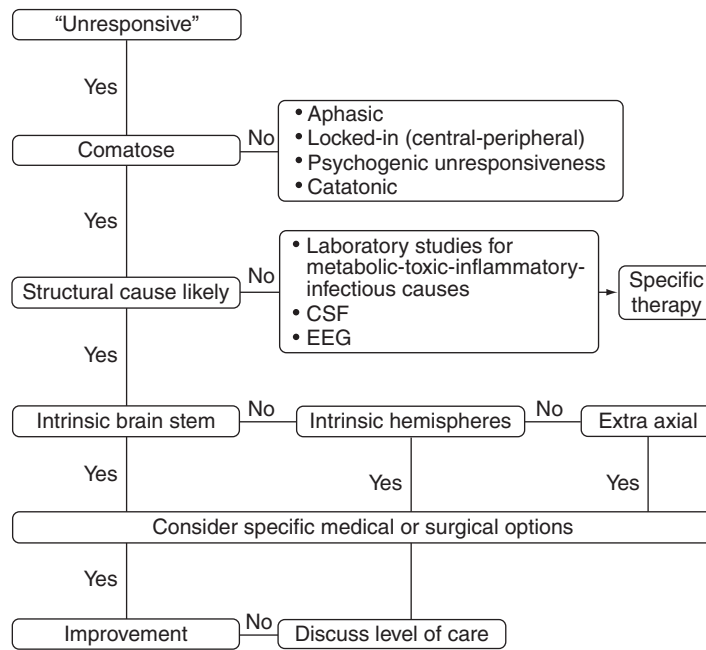 “Unresponsive”
Yes
Comatose
No
• Aphasic
• Locked-in (central-peripheral)
• Psychogenic unresponsiveness
• Catatonic
Yes
Structural cause likely
No
• Laboratory studies for
metabolic-toxic-inflammatory-
infectious causes
• CSF
• EEG
Specific
therapy
Yes
Intrinsic brain stem
No
Intrinsic hemispheres
No
Extra axial
Yes
Yes
Yes
Consider specific medical or surgical options
Yes
Improvement
No
Discuss level of care